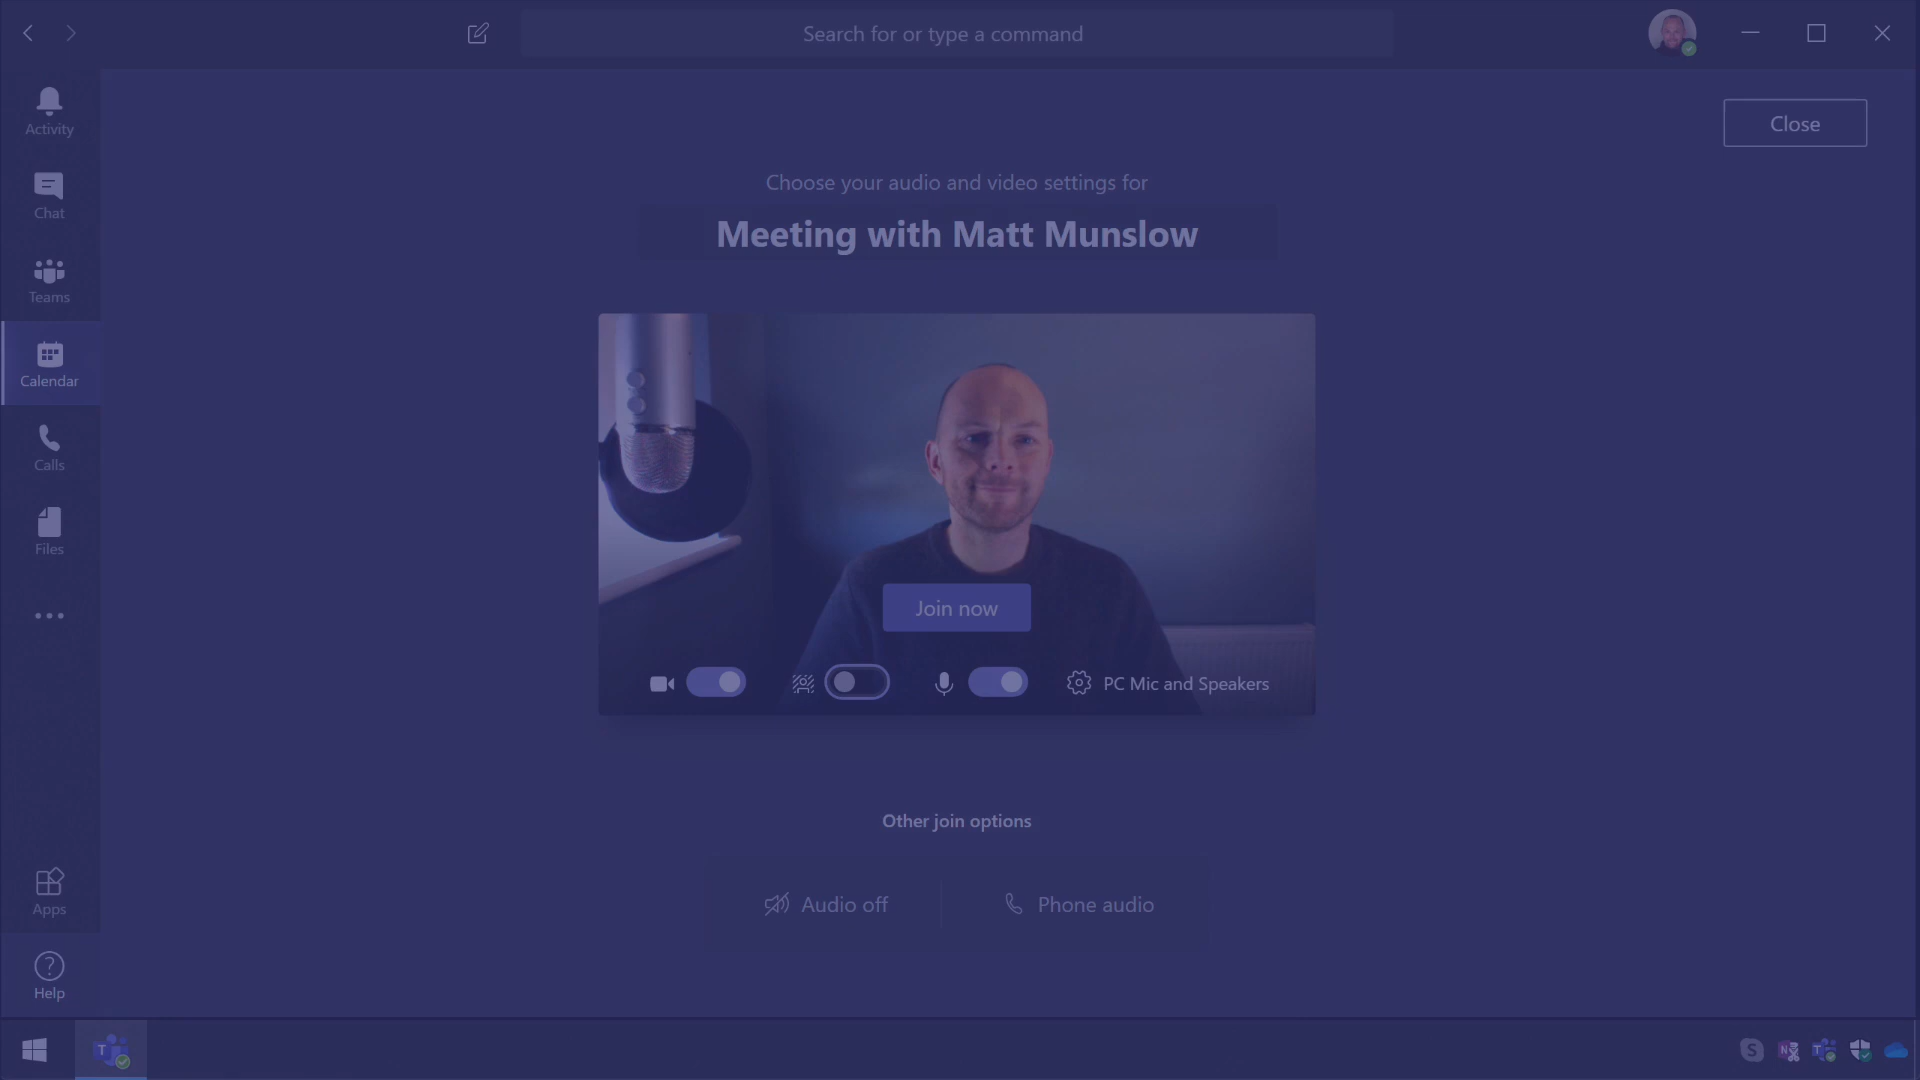 Search for or type a command
Activity
Chat
Teams
Calendar
Calls
Files
Apps
Help
Close
Choose your audio and video settings for
Meeting with Matt Munslow
Join now
PC Mic and Speakers
Other join options
Audio off
Phone audio